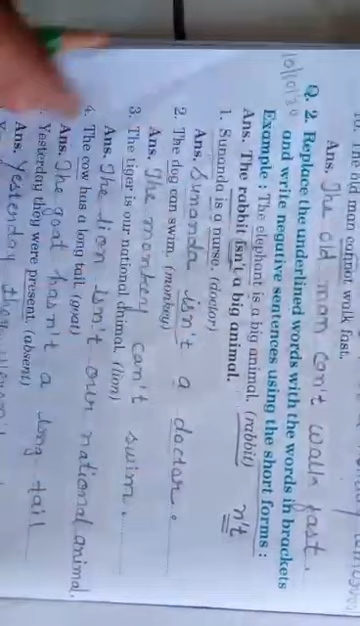 10. The old man cannot walk fast.
Ans. The old man can't walk fast.
10/10/30
Q. 2. Replace the underlined words with the words in brackets
and write negative sentences using the short forms :
Example : The elephant is a big animal. (rabbit) n't
Ans. The rabbit isn't a big animal.
1. Sunanda is a nurse. (doctor)
Ans. Sunanda isn't a doctor.
2. The dog can swim. (monkey)
Ans. The monkey can't swim.
3. The tiger is our national animal. (lion)
Ans. The lion isn't our national animal.
4. The cow has a long tail. (goat)
Ans. The goat hasn't a long tail
Yesterday they were present. (absent)
Ans. Yesterday they